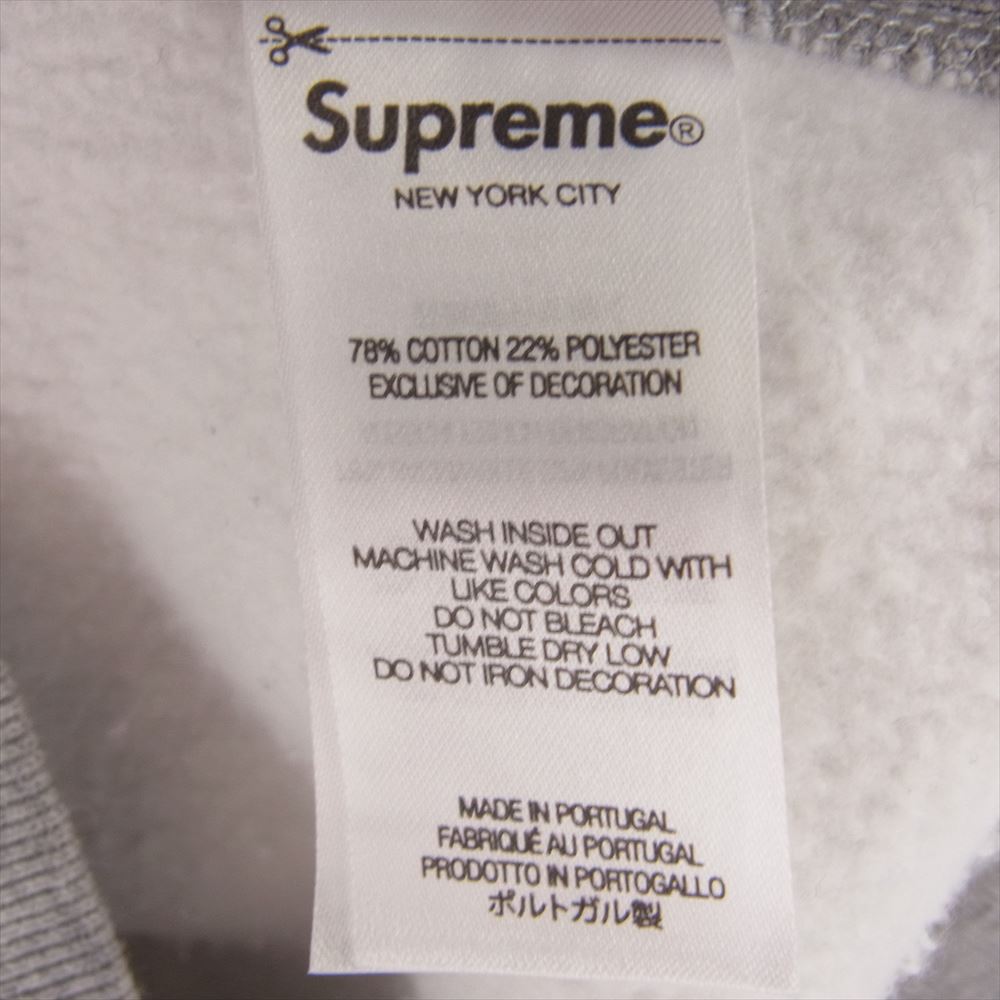 Supreme®
NEW YORK CITY
78% COTTON 22% POLYESTER
EXCLUSIVE OF DECORATION
WASH INSIDE OUT
MACHINE WASH COLD WITH
LIKE COLORS
DO NOT BLEACH
TUMBLE DRY LOW
DO NOT IRON DECORATION
MADE IN PORTUGAL
FABRIQUÉ AU PORTUGAL
PRODOTTO IN PORTOGALLO
ポルトガル製